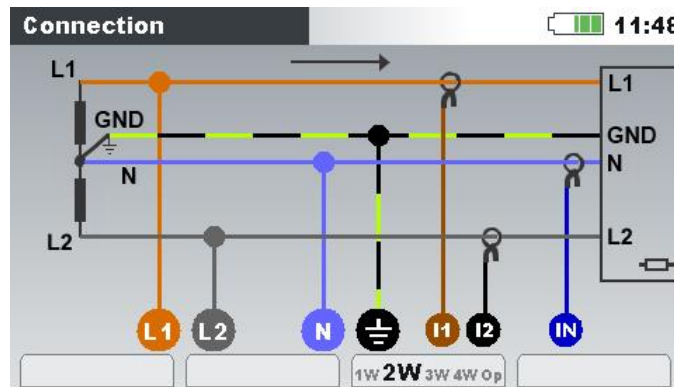 Connection 11:48
L1 L1
GND GND
N N
L2 L2
L1 L2 N I1 I2 IN
1W 2W 3W 4W Op